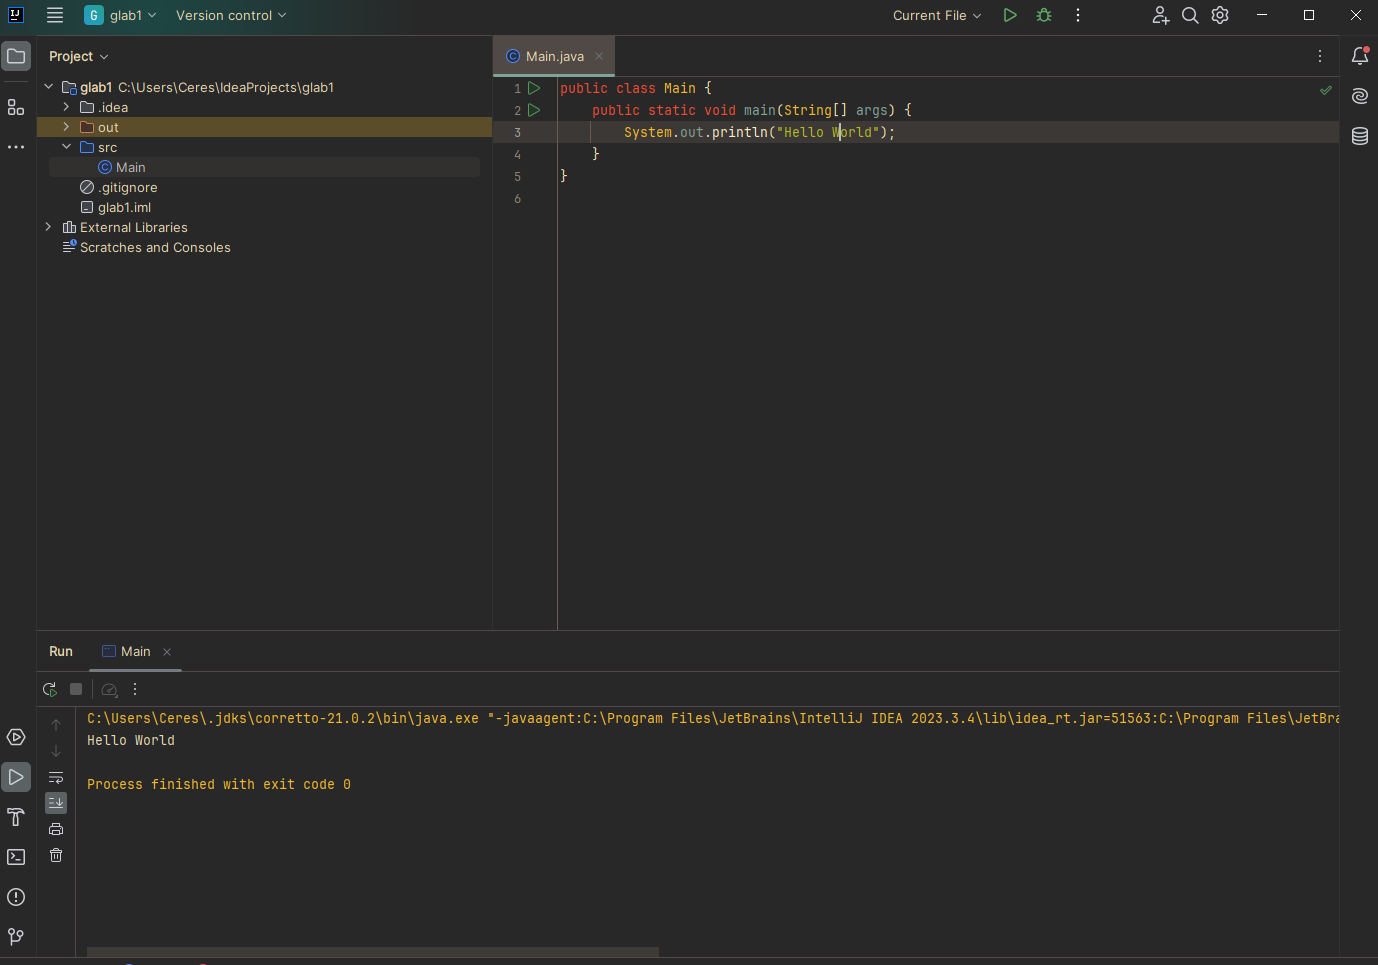 IJ
G glab1 Version control Current File
Project
Main.java
glab1 C:\Users\Ceres\IdeaProjects\glab1
.idea
out
src
C Main
.gitignore
glab1.iml
External Libraries
Scratches and Consoles
1 public class Main {
2 public static void main(String[] args) {
3 System.out.println("Hello World");
4 }
5 }
6
Run Main
C:\Users\Ceres\.jdks\corretto-21.0.2\bin\java.exe "-javaagent:C:\Program Files\JetBrains\IntelliJ IDEA 2023.3.4\lib\idea_rt.jar=51563:C:\Program Files\JetBra
Hello World
Process finished with exit code 0